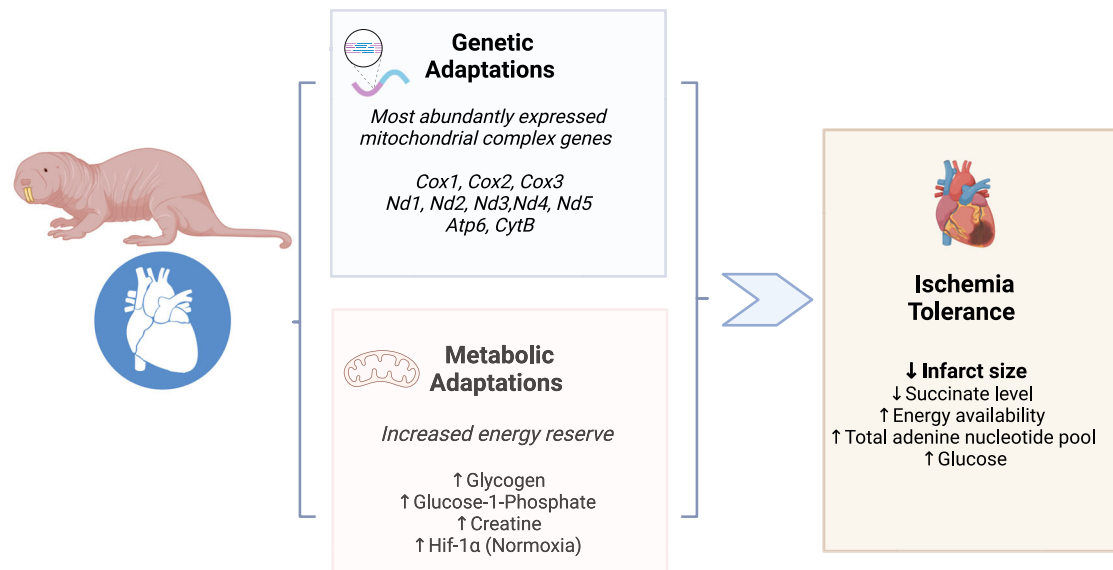 Genetic
Adaptations
Most abundantly expressed
mitochondrial complex genes
Cox1, Cox2, Cox3
Nd1, Nd2, Nd3,Nd4, Nd5
Atp6, CytB
Metabolic
Adaptations
Increased energy reserve
↑Glycogen
↑Glucose-1-Phosphate
↑Creatine
↑Hif-1α (Normoxia)
Ischemia
Tolerance
↓Infarct size
↓Succinate level
↑Energy availability
↑Total adenine nucleotide pool
↑Glucose